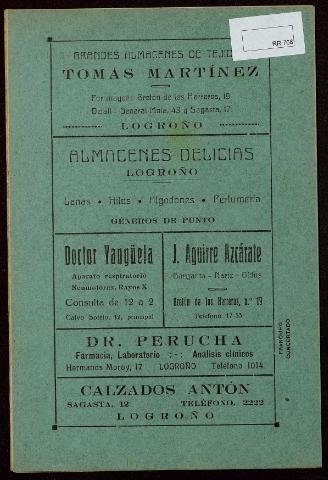 RR-768
GRANDES ALMACENES DE TEJIDOS
TOMÁS MARTÍNEZ
Por mayor: Bretón de los Herreros, 19
Detall: General Mola, 43 y Sagasta, 17
LOGROÑO
ALMACENES DELICIAS
LOGROÑO
Lanas • Hilos • Algodones • Perfumería
GÉNEROS DE PUNTO
Doctor Yangüela
Aparato respiratorio
Neumotórax, Rayos X
Consulta de 12 a 2
Calvo Sotelo, 12, principal
J. Aguirre Azcárate
Garganta - Nariz - Oídos
Bretón de los Herreros, n.º 19
Teléfono 17-55
FRANQUEO
CONCERTADO
DR. PERUCHA
Farmacia, Laboratorio :-: Análisis clínicos
Hermanos Moroy, 17 LOGROÑO Teléfono 1014
CALZADOS ANTÓN
SAGASTA, 12 TELÉFONO, 2222
LOGROÑO